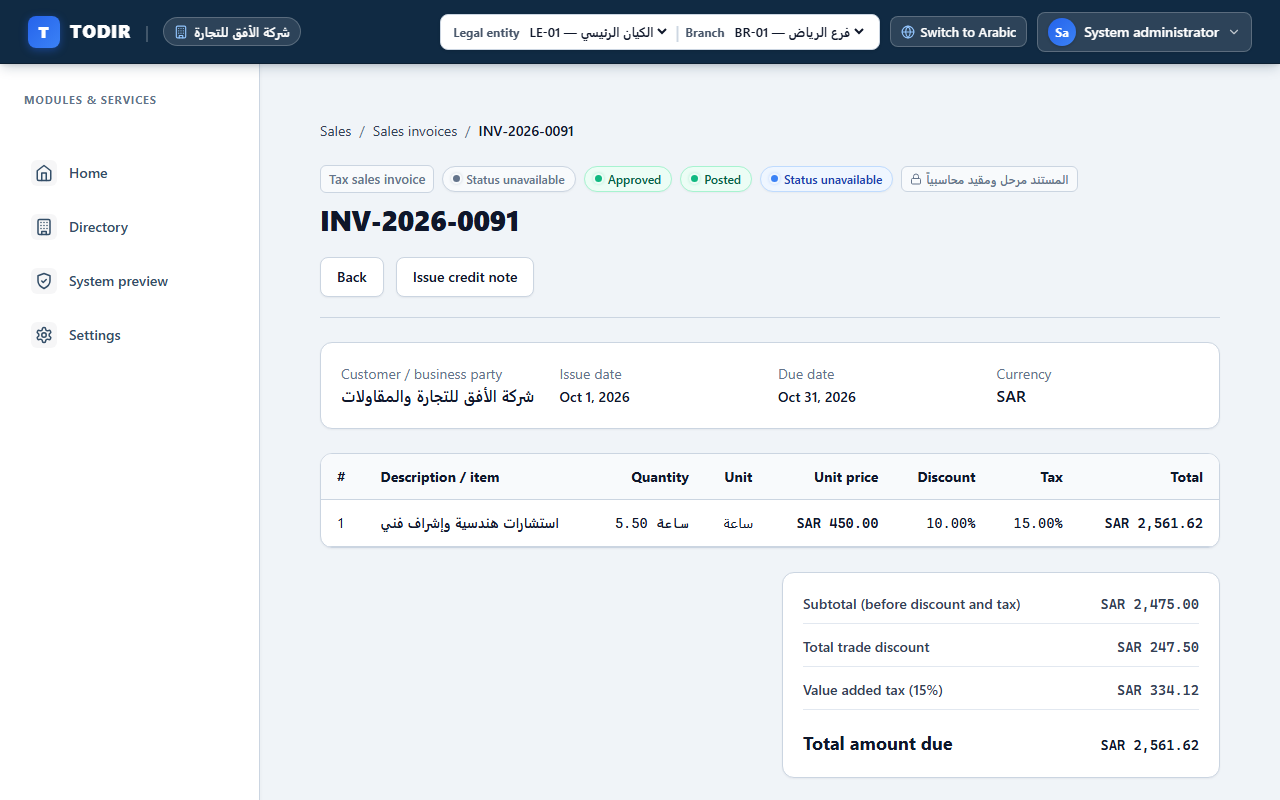 T TODIR | شركة الأفق للتجارة Legal entity LE-01 — الكيان الرئيسي Branch BR-01 — فرع الرياض Switch to Arabic Sa System administrator
MODULES & SERVICES
Home
Directory
System preview
Settings
Sales / Sales invoices / INV-2026-0091
Tax sales invoice Status unavailable Approved Posted Status unavailable المستند مرحل ومقيد محاسبياً
INV-2026-0091
Back Issue credit note
Customer / business party Issue date Due date Currency
شركة الأفق للتجارة والمقاولات Oct 1, 2026 Oct 31, 2026 SAR
# Description / item Quantity Unit Unit price Discount Tax Total
1 استشارات هندسية وإشراف فني 5.50 ساعة ساعة SAR 450.00 10.00% 15.00% SAR 2,561.62
Subtotal (before discount and tax) SAR 2,475.00
Total trade discount SAR 247.50
Value added tax (15%) SAR 334.12
Total amount due SAR 2,561.62